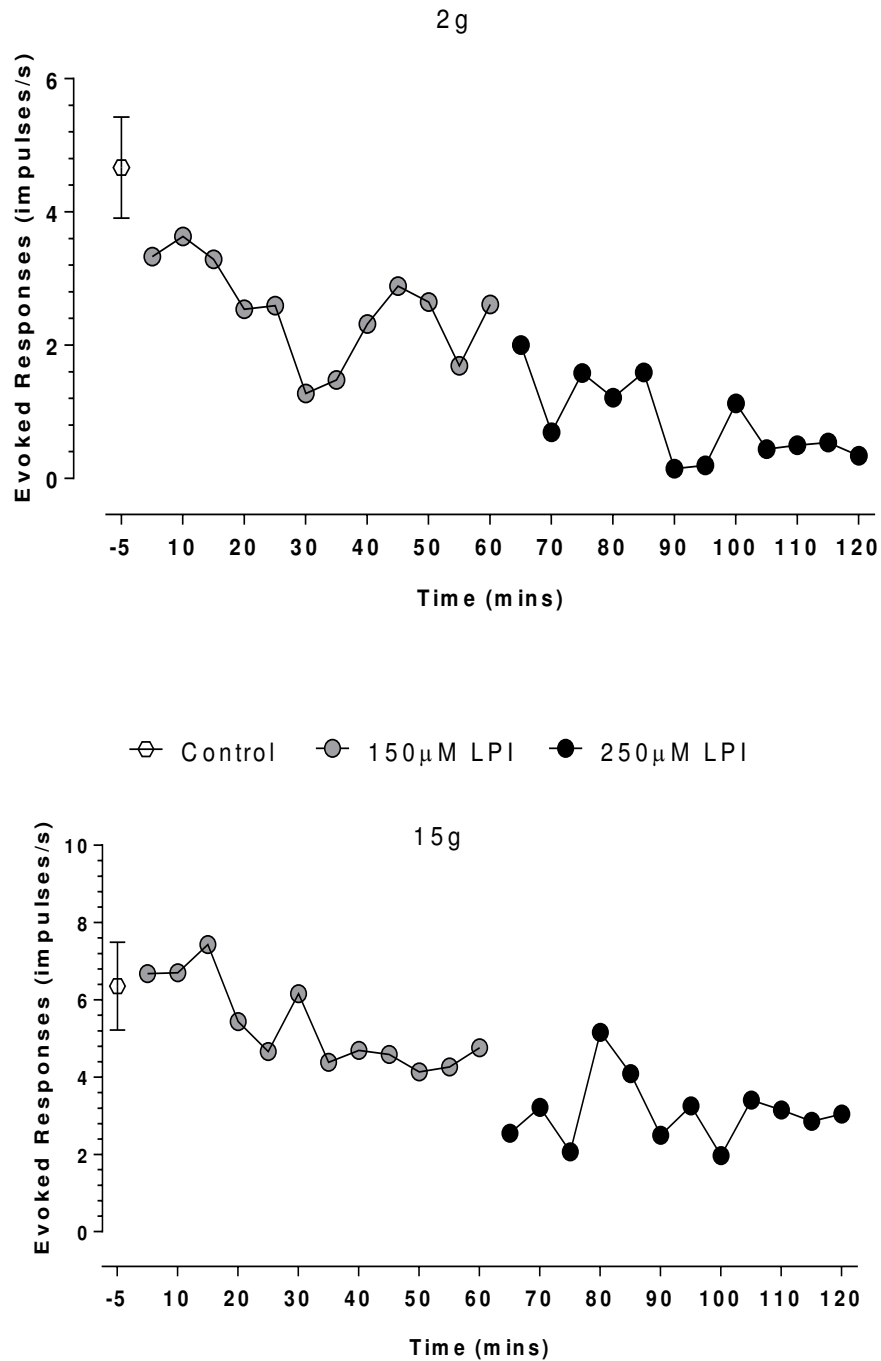 2g
Evoked Responses (impulses/s)
6
4
2
0
-5 10 20 30 40 50 60 70 80 90 100 110 120
Time (mins)
Control 150μM LPI 250μM LPI
15g
Evoked Responses (impulses/s)
10
8
6
4
2
0
-5 10 20 30 40 50 60 70 80 90 100 110 120
Time (mins)